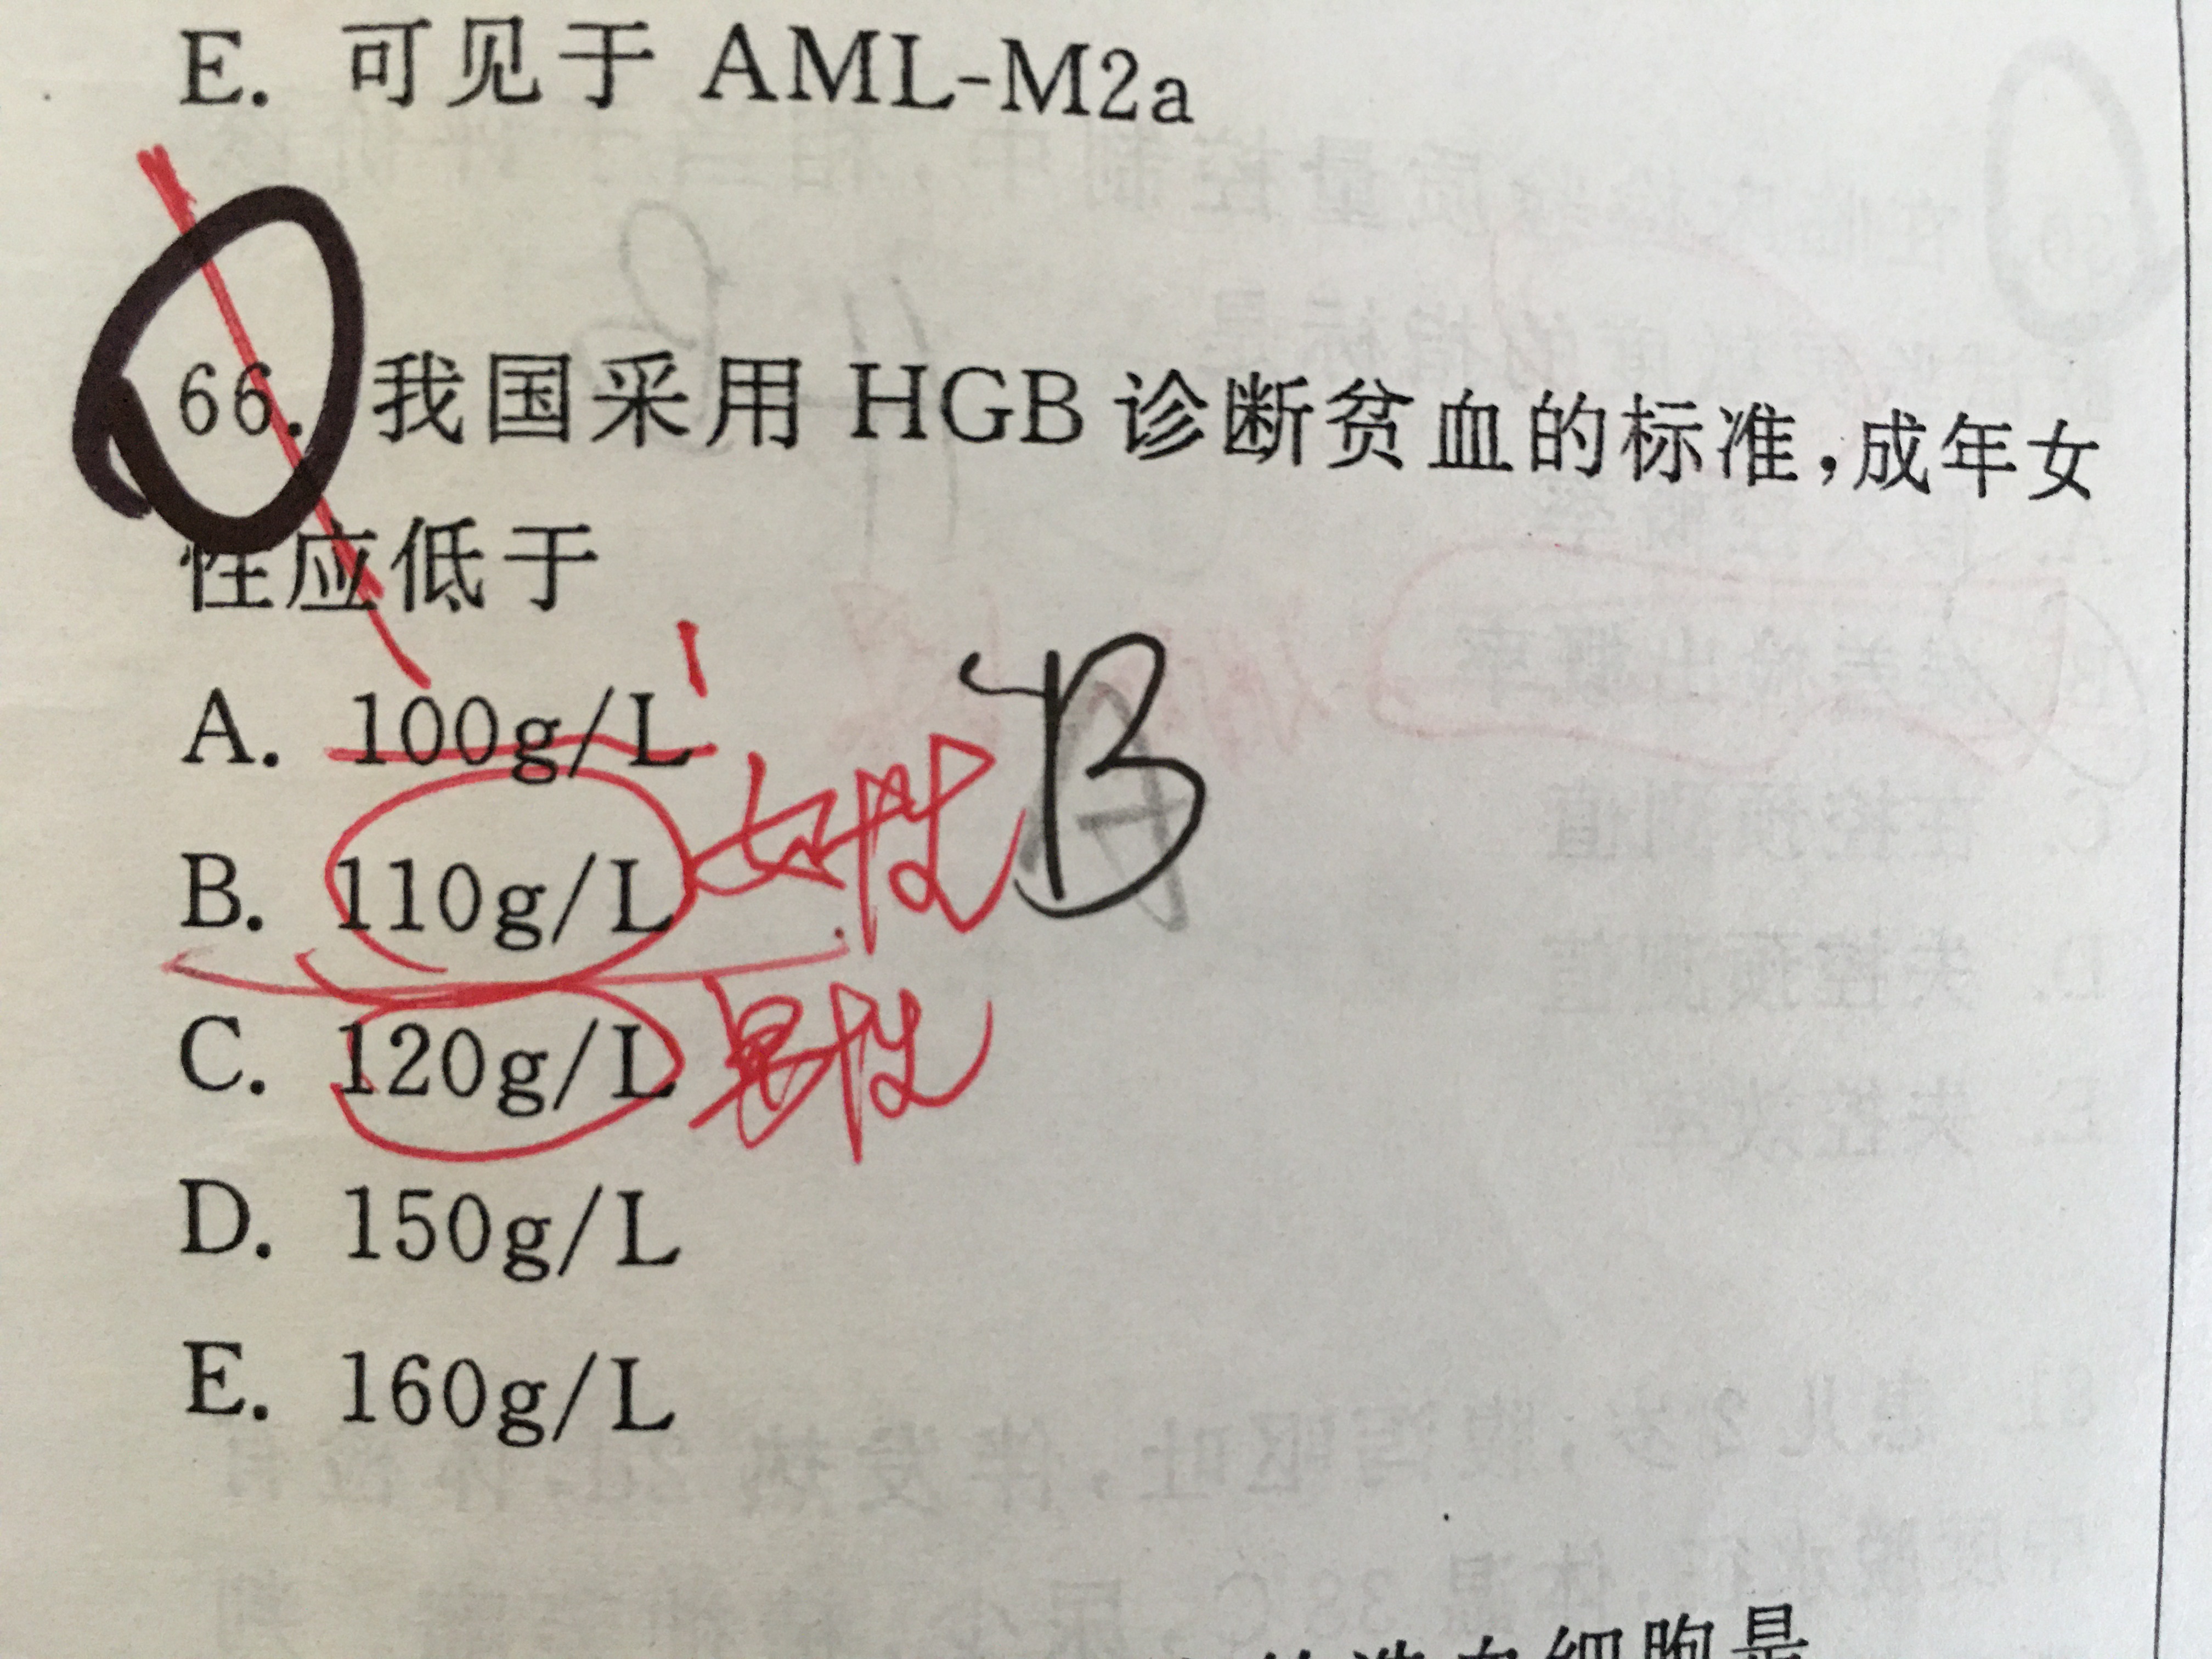 E. 可见于 AML-M2a
66. 我国采用 HGB 诊断贫血的标准,成年女
性应低于
A. 100g/L
B. 110g/L 女性 B
C. 120g/L 男性
D. 150g/L
E. 160g/L